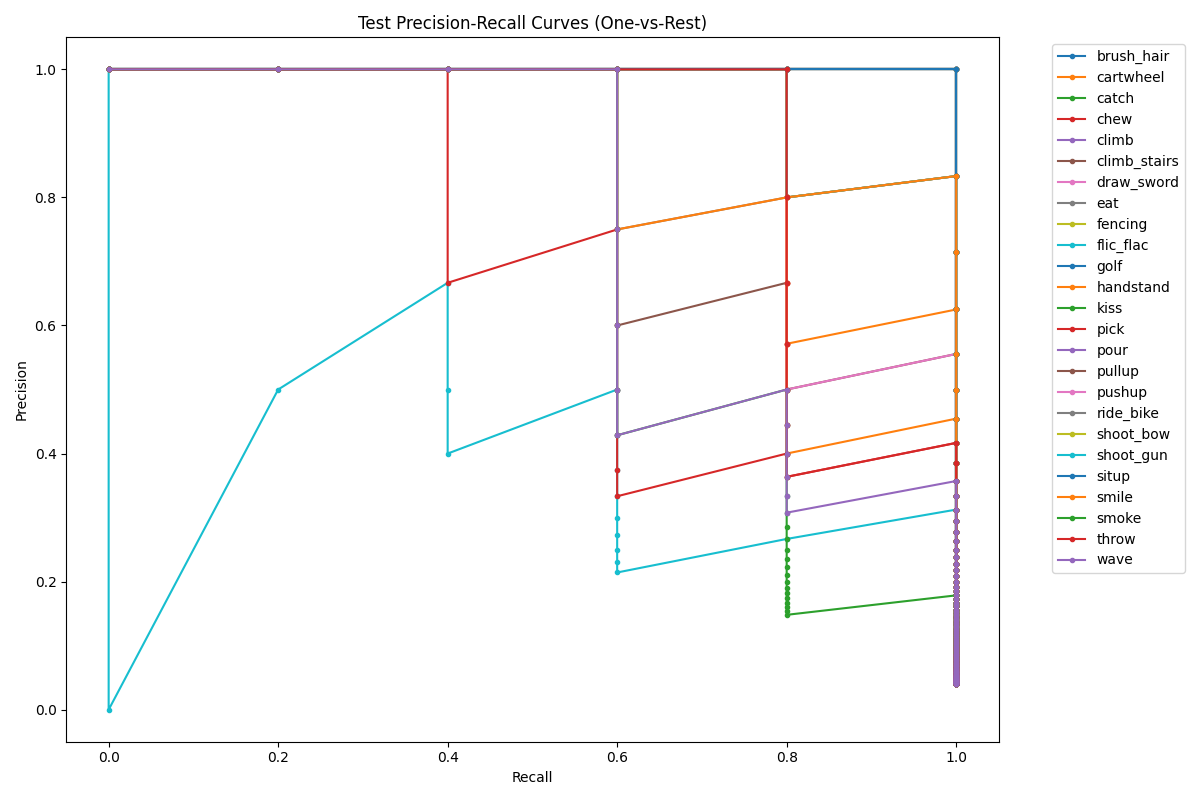 Test Precision-Recall Curves (One-vs-Rest)
1.0
0.8
0.6
0.4
0.2
0.0
Precision
0.0 0.2 0.4 0.6 0.8 1.0
Recall
brush_hair
cartwheel
catch
chew
climb
climb_stairs
draw_sword
eat
fencing
flic_flac
golf
handstand
kiss
pick
pour
pullup
pushup
ride_bike
shoot_bow
shoot_gun
situp
smile
smoke
throw
wave